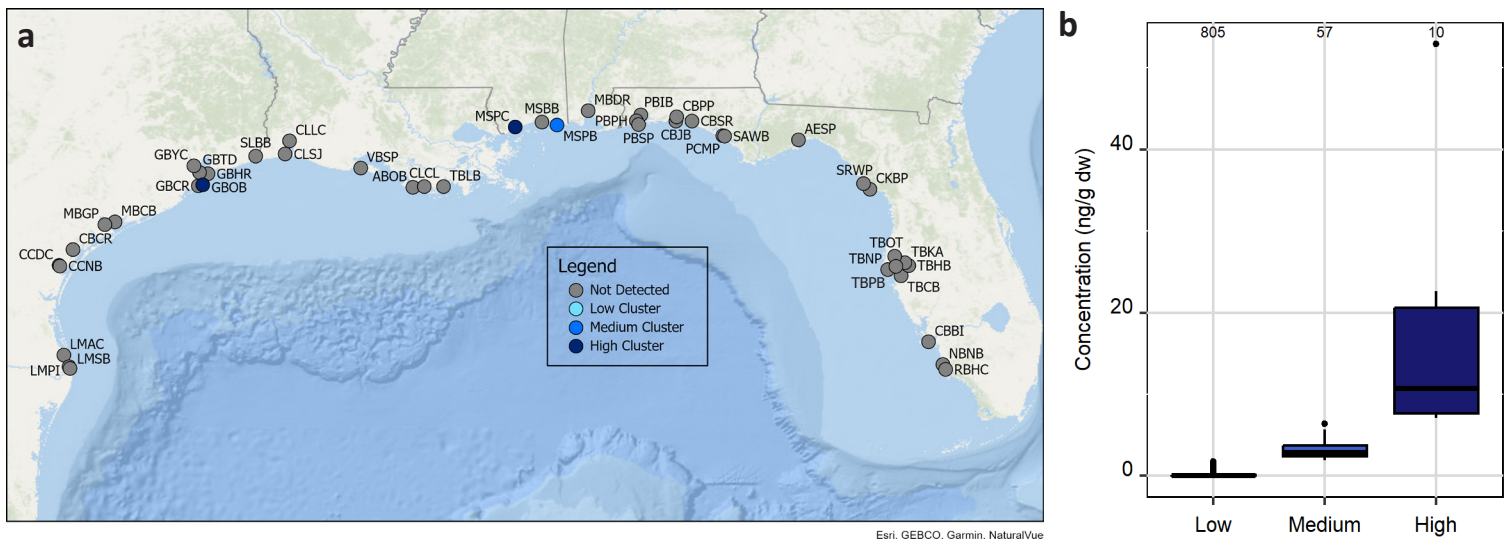 a
MBDR
PBIB
CBPP
MSPC
MSBB
PBPH
CBSR
MSPB
PBSP
CBJB
SAWB
AESP
PCMP
CLLC
SLBB
CLSJ
GBYC
GBTD
GBHR
VBSP
SRWP
CKBP
GBCR
GBOB
ABOB
CLCL
TBLB
MBGP
MBCB
CBCR
CCDC
CCNB
TBOT
TBKA
TBNP
TBHB
TBPB
TBCB
Legend
Not Detected
Low Cluster
Medium Cluster
High Cluster
CBBI
LMAC
LMSB
LMPI
NBNB
RBHC
Esri, GEBCO, Garmin, NaturalVue
b
805 57 10
Concentration (ng/g dw)
40
20
0
Low Medium High